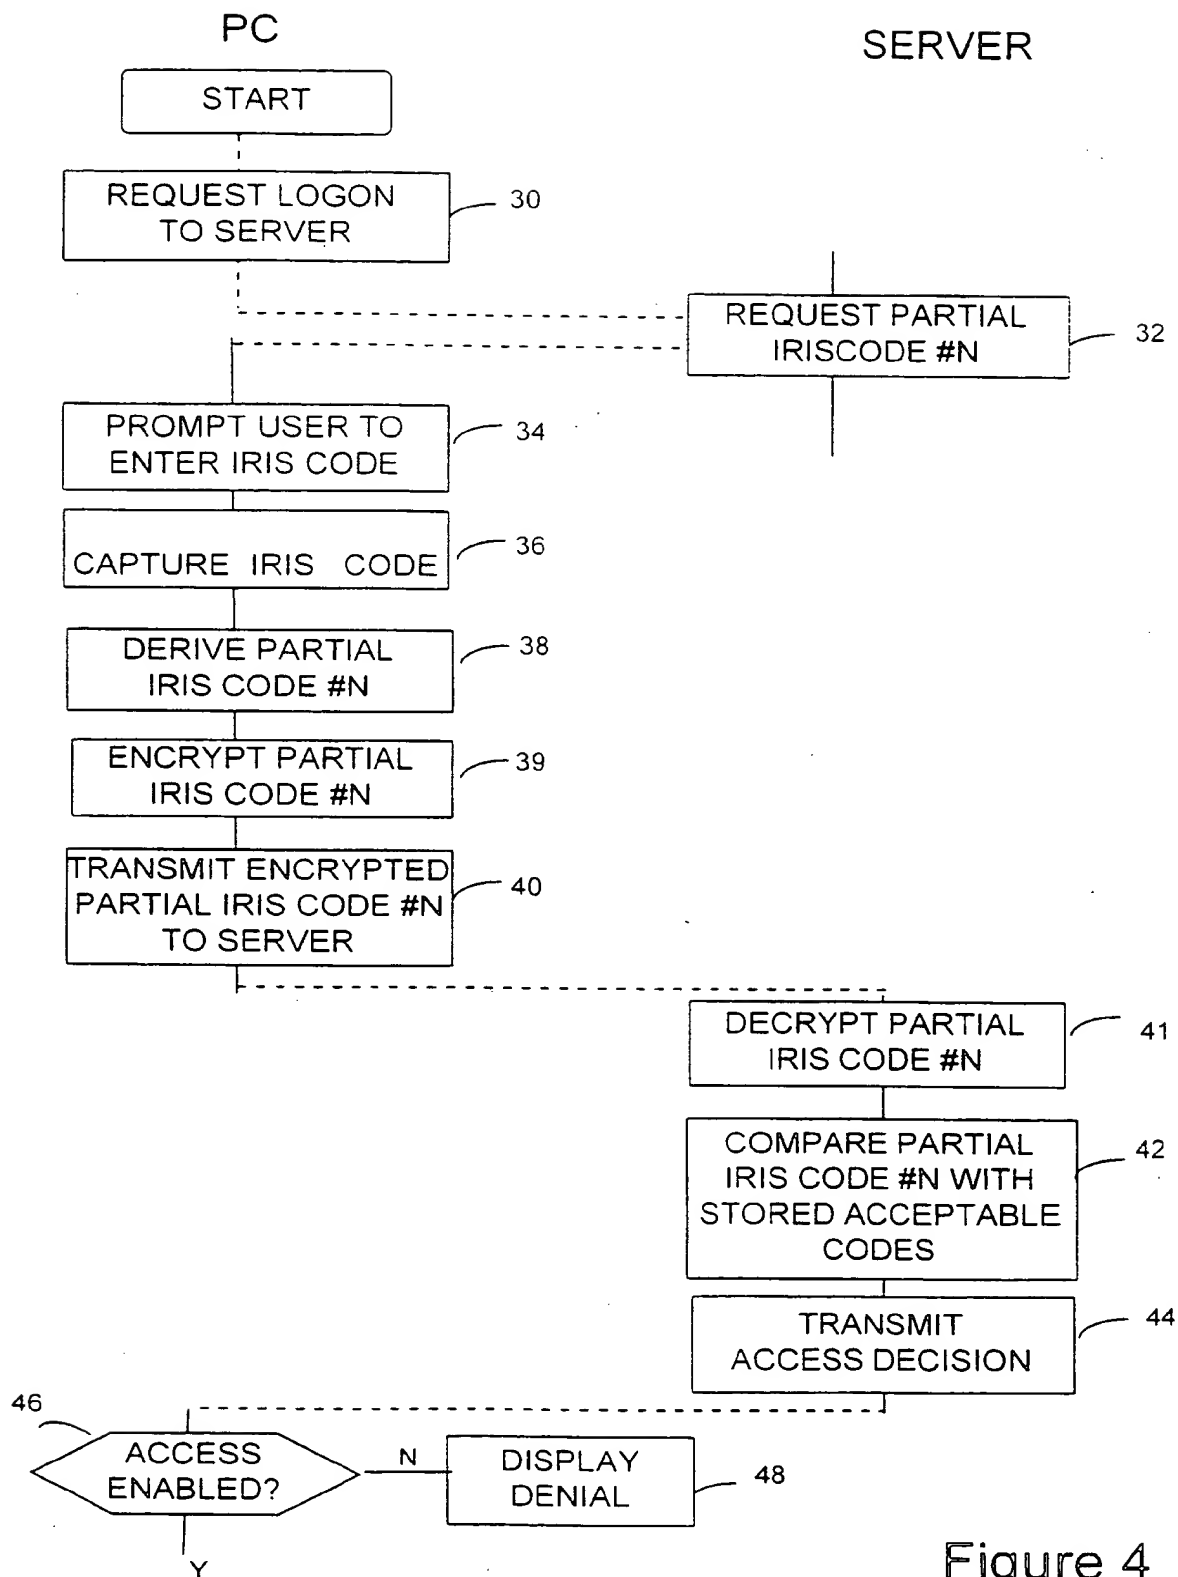 PC
SERVER
START
REQUEST LOGON
TO SERVER
30
REQUEST PARTIAL
IRISCODE #N
32
PROMPT USER TO
ENTER IRIS CODE
34
CAPTURE IRIS CODE
36
DERIVE PARTIAL
IRIS CODE #N
38
ENCRYPT PARTIAL
IRIS CODE #N
39
TRANSMIT ENCRYPTED
PARTIAL IRIS CODE #N
TO SERVER
40
DECRYPT PARTIAL
IRIS CODE #N
41
COMPARE PARTIAL
IRIS CODE #N WITH
STORED ACCEPTABLE
CODES
42
TRANSMIT
ACCESS DECISION
44
46
ACCESS
ENABLED?
N
DISPLAY
DENIAL
48
Y
Figure 4